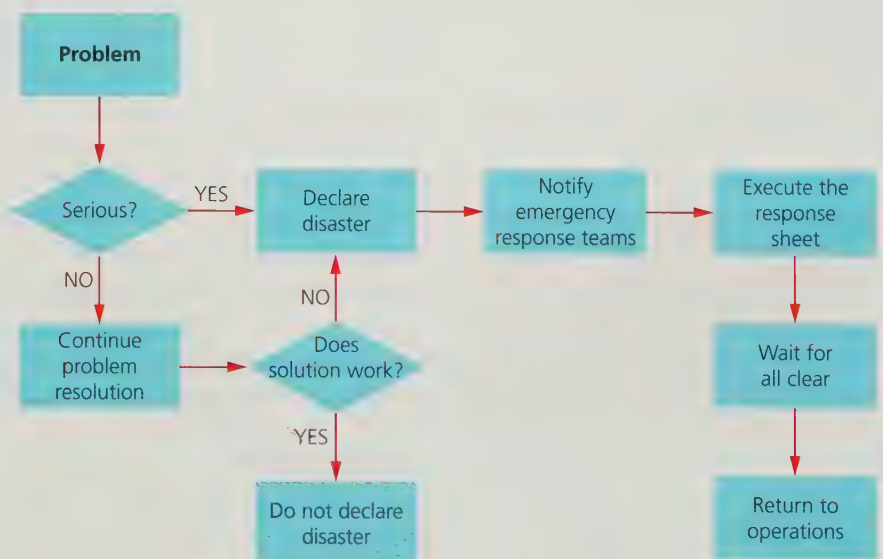 Problem
Serious?
YES
Declare
disaster
Notify
emergency
response teams
Execute the
response
sheet
NO
Continue
problem
resolution
NO
Does
solution work?
Wait for
all clear
YES
Do not declare
disaster
Return to
operations